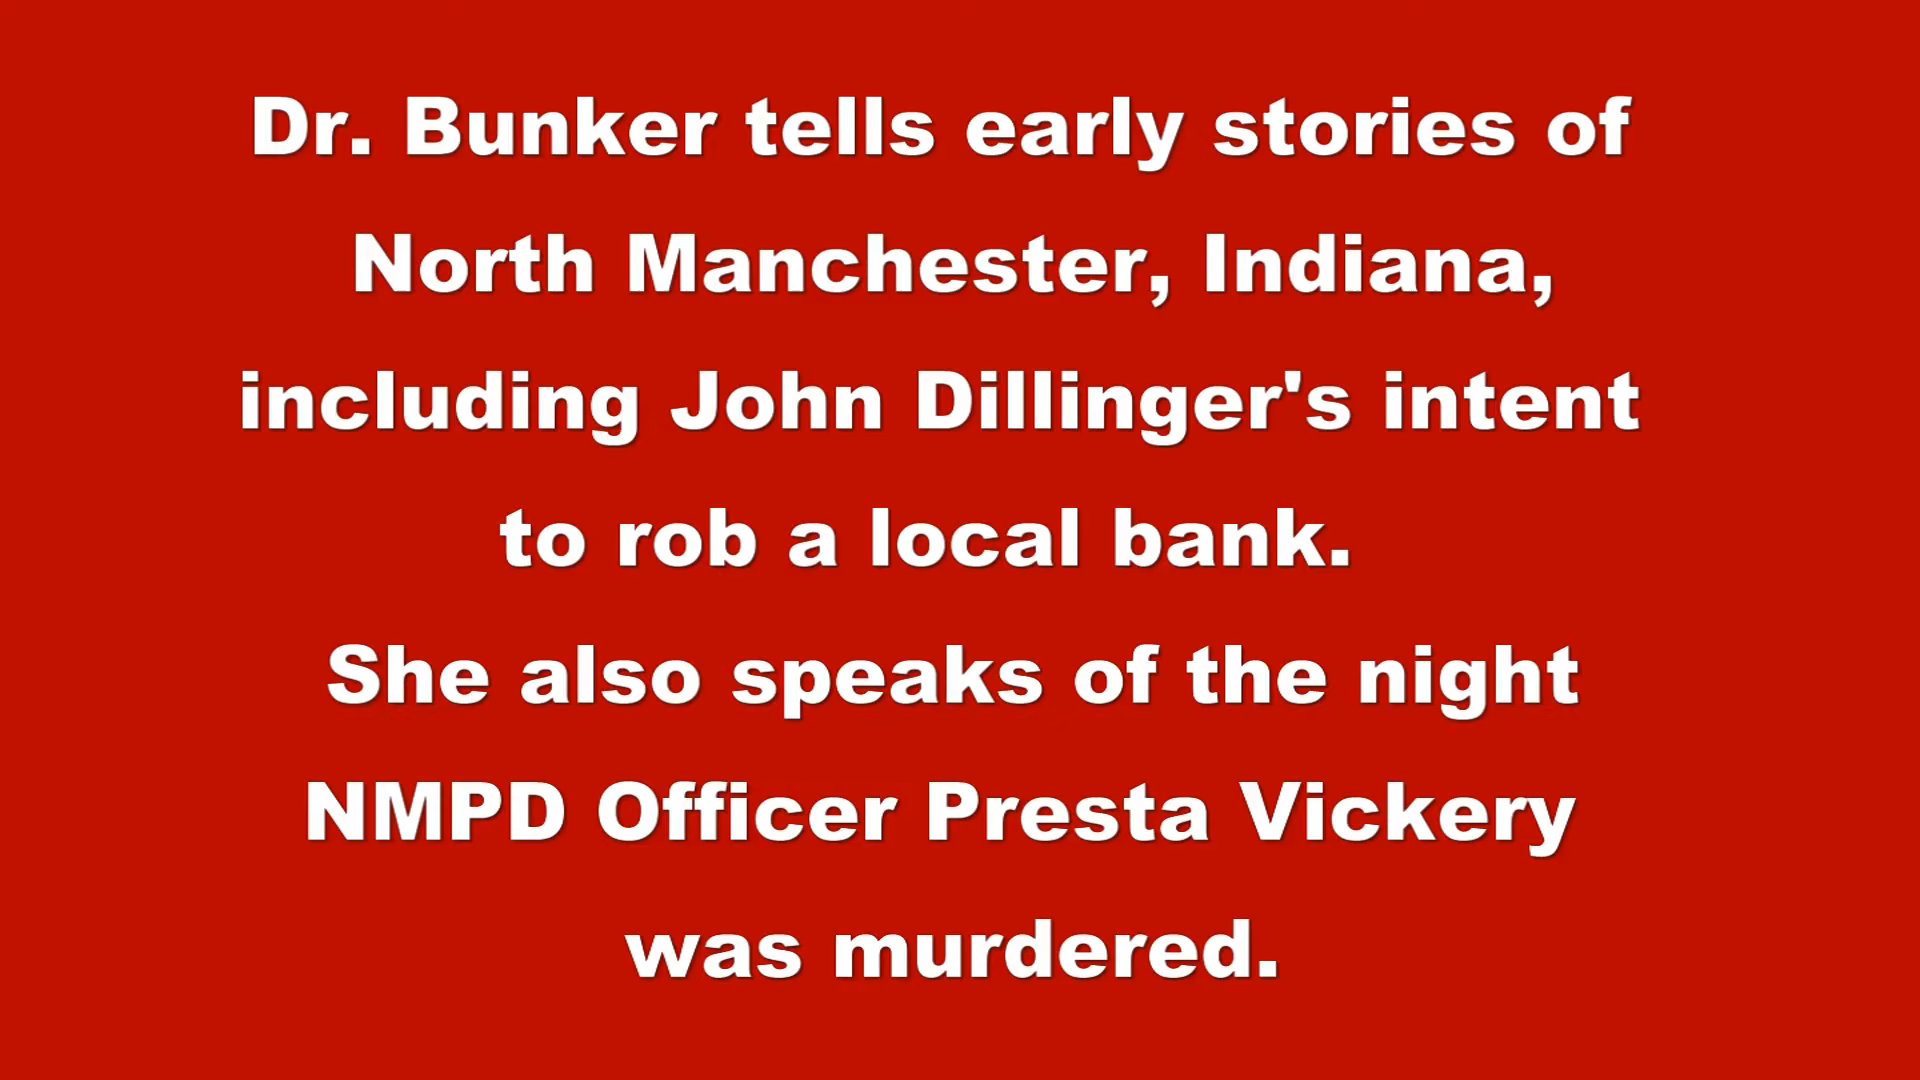 Dr. Bunker tells early stories of
North Manchester, Indiana,
including John Dillinger's intent
to rob a local bank.
She also speaks of the night
NMPD Officer Presta Vickery
was murdered.